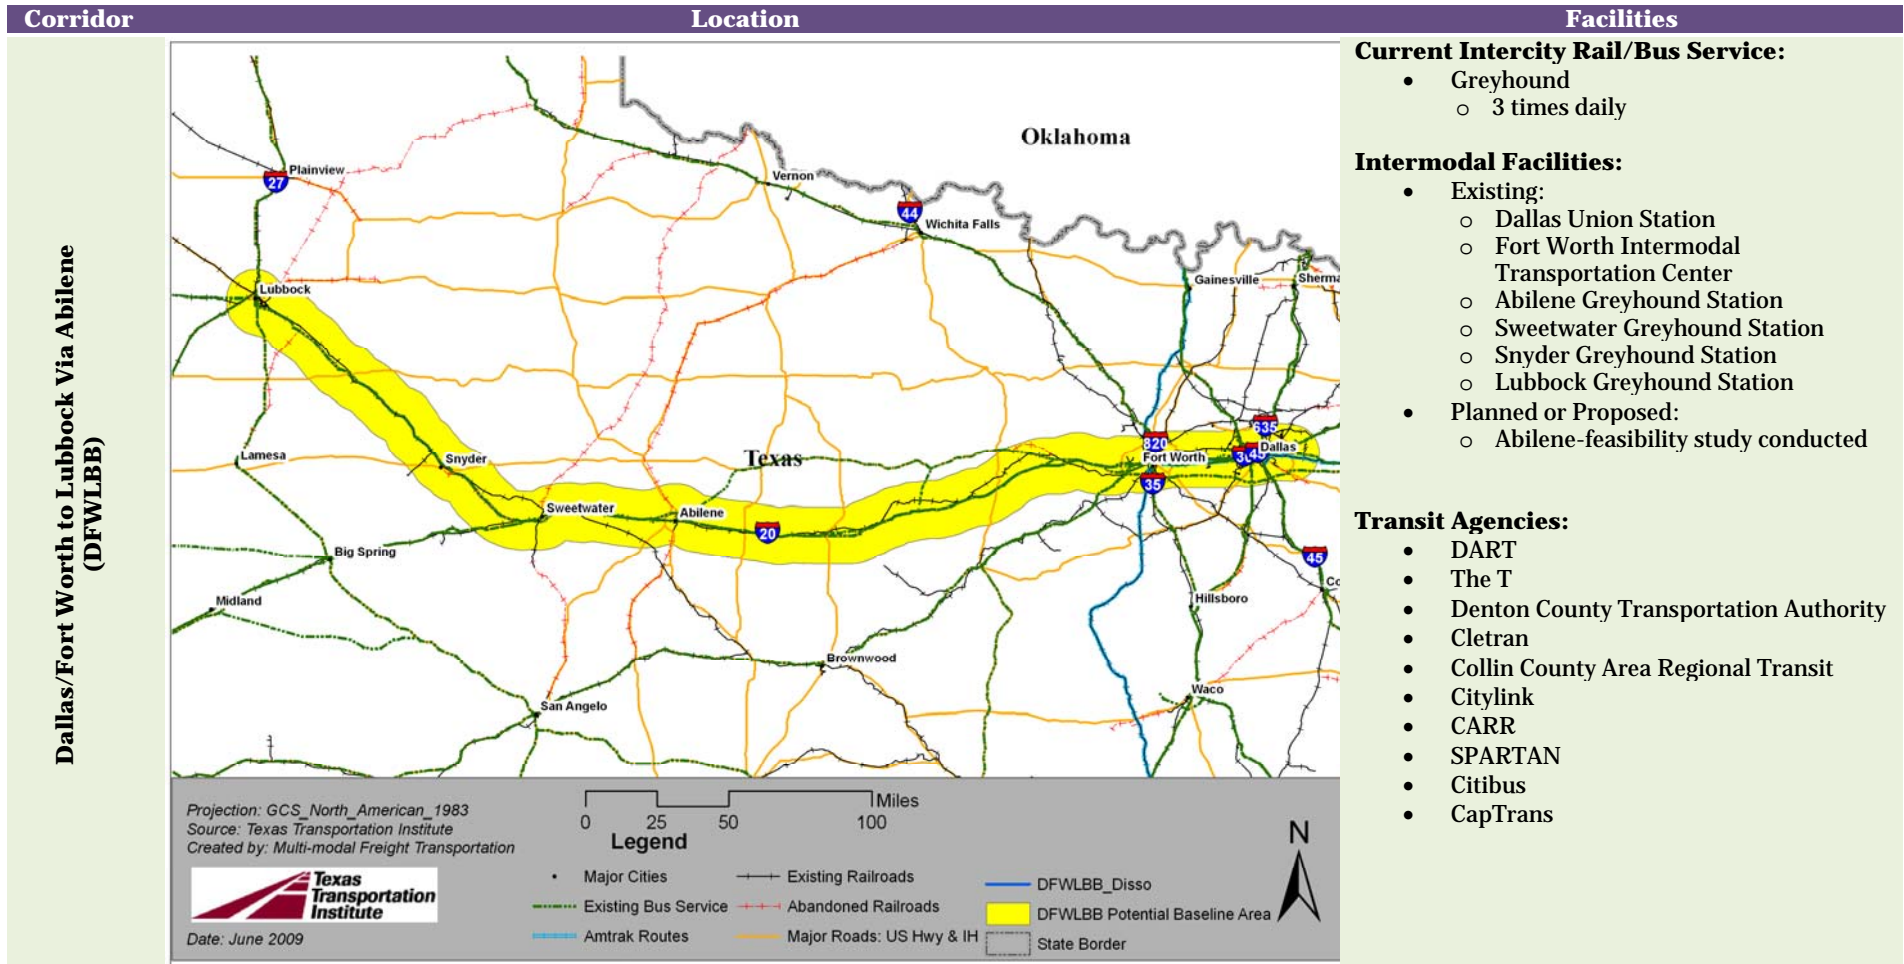 Corridor
Location
Facilities
Dallas/Fort Worth to Lubbock Via Abilene
(DFWLBB)
Oklahoma
Plainview
27
Vernon
44
Wichita Falls
Lubbock
Gainesville
Sherma
Lamesa
Snyder
Texas
820
635
Fort Worth
Dallas
35
Sweetwater
Abilene
20
Big Spring
45
Midland
Hillsboro
Brownwood
Waco
San Angelo
Projection: GCS_North_American_1983
Source: Texas Transportation Institute
Created by: Multi-modal Freight Transportation
Texas
Transportation
Institute
Date: June 2009
Miles
0 25 50 100
Legend
Major Cities
Existing Bus Service
Amtrak Routes
Existing Railroads
Abandoned Railroads
Major Roads: US Hwy & IH
DFWLBB_Disso
DFWLBB Potential Baseline Area
State Border
N
Current Intercity Rail/Bus Service:
• Greyhound
o 3 times daily
Intermodal Facilities:
• Existing:
o Dallas Union Station
o Fort Worth Intermodal
Transportation Center
o Abilene Greyhound Station
o Sweetwater Greyhound Station
o Snyder Greyhound Station
o Lubbock Greyhound Station
• Planned or Proposed:
o Abilene-feasibility study conducted
Transit Agencies:
• DART
• The T
• Denton County Transportation Authority
• Cletran
• Collin County Area Regional Transit
• Citylink
• CARR
• SPARTAN
• Citibus
• CapTrans